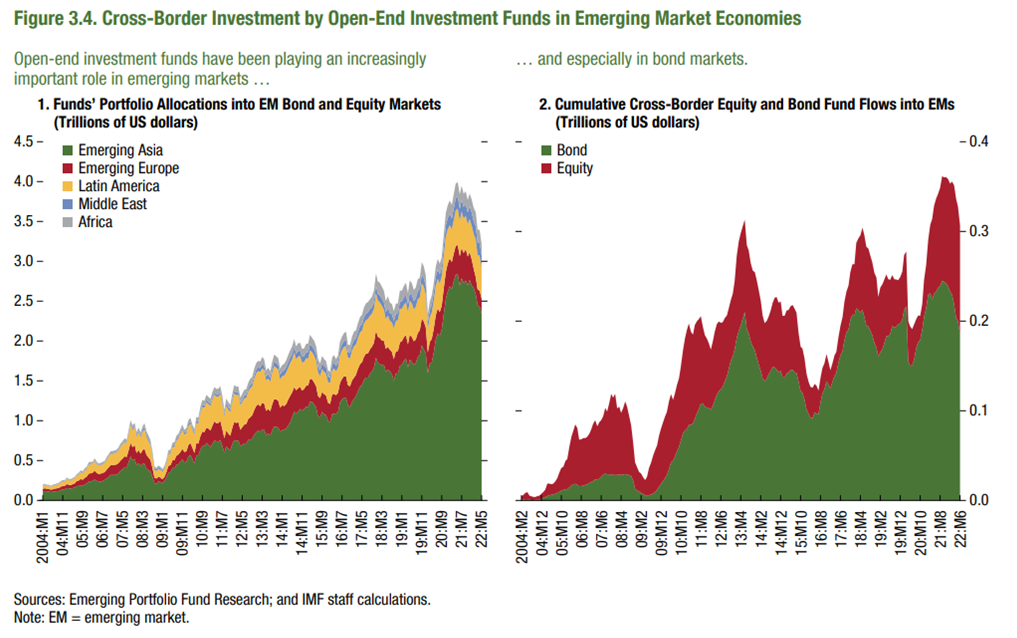 Figure 3.4. Cross-Border Investment by Open-End Investment Funds in Emerging Market Economies
Open-end investment funds have been playing an increasingly
important role in emerging markets …
1. Funds’ Portfolio Allocations into EM Bond and Equity Markets
(Trillions of US dollars)
4.5
4.0
3.5
3.0
2.5
2.0
1.5
1.0
0.5
0.0
Emerging Asia
Emerging Europe
Latin America
Middle East
Africa
2004:M1
04:M11
05:M9
06:M7
07:M5
08:M3
09:M1
09:M11
10:M9
11:M7
12:M5
13:M3
14:M1
14:M11
15:M9
16:M7
17:M5
18:M3
19:M1
19:M11
20:M9
21:M7
22:M5
… and especially in bond markets.
2. Cumulative Cross-Border Equity and Bond Fund Flows into EMs
(Trillions of US dollars)
Bond
Equity
0.4
0.3
0.2
0.1
0.0
2004:M2
04:M12
05:M10
06:M8
07:M6
08:M4
09:M2
09:M12
10:M10
11:M8
12:M6
13:M4
14:M2
14:M12
15:M10
16:M8
17:M6
18:M4
19:M2
19:M12
20:M10
21:M8
22:M6
Sources: Emerging Portfolio Fund Research; and IMF staff calculations.
Note: EM = emerging market.